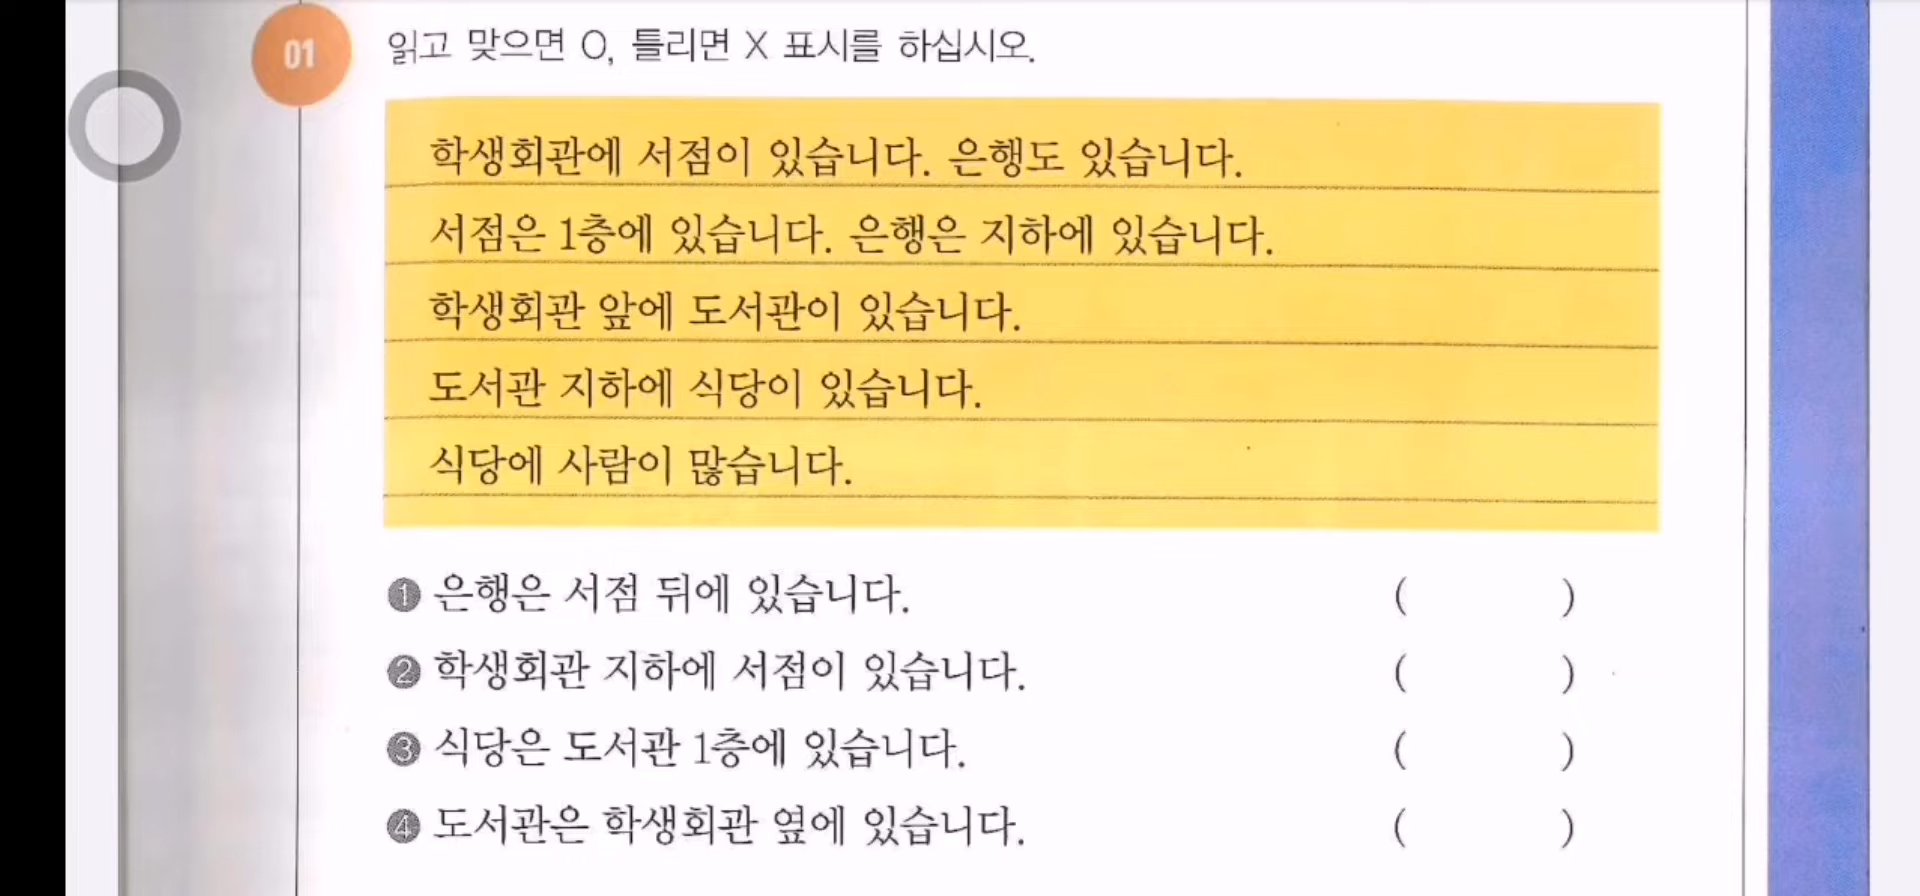 01 읽고 맞으면 O, 틀리면 X 표시를 하십시오.
학생회관에 서점이 있습니다. 은행도 있습니다.
서점은 1층에 있습니다. 은행은 지하에 있습니다.
학생회관 앞에 도서관이 있습니다.
도서관 지하에 식당이 있습니다.
식당에 사람이 많습니다.
❶ 은행은 서점 뒤에 있습니다. ( )
❷ 학생회관 지하에 서점이 있습니다. ( )
❸ 식당은 도서관 1층에 있습니다. ( )
❹ 도서관은 학생회관 옆에 있습니다. ( )